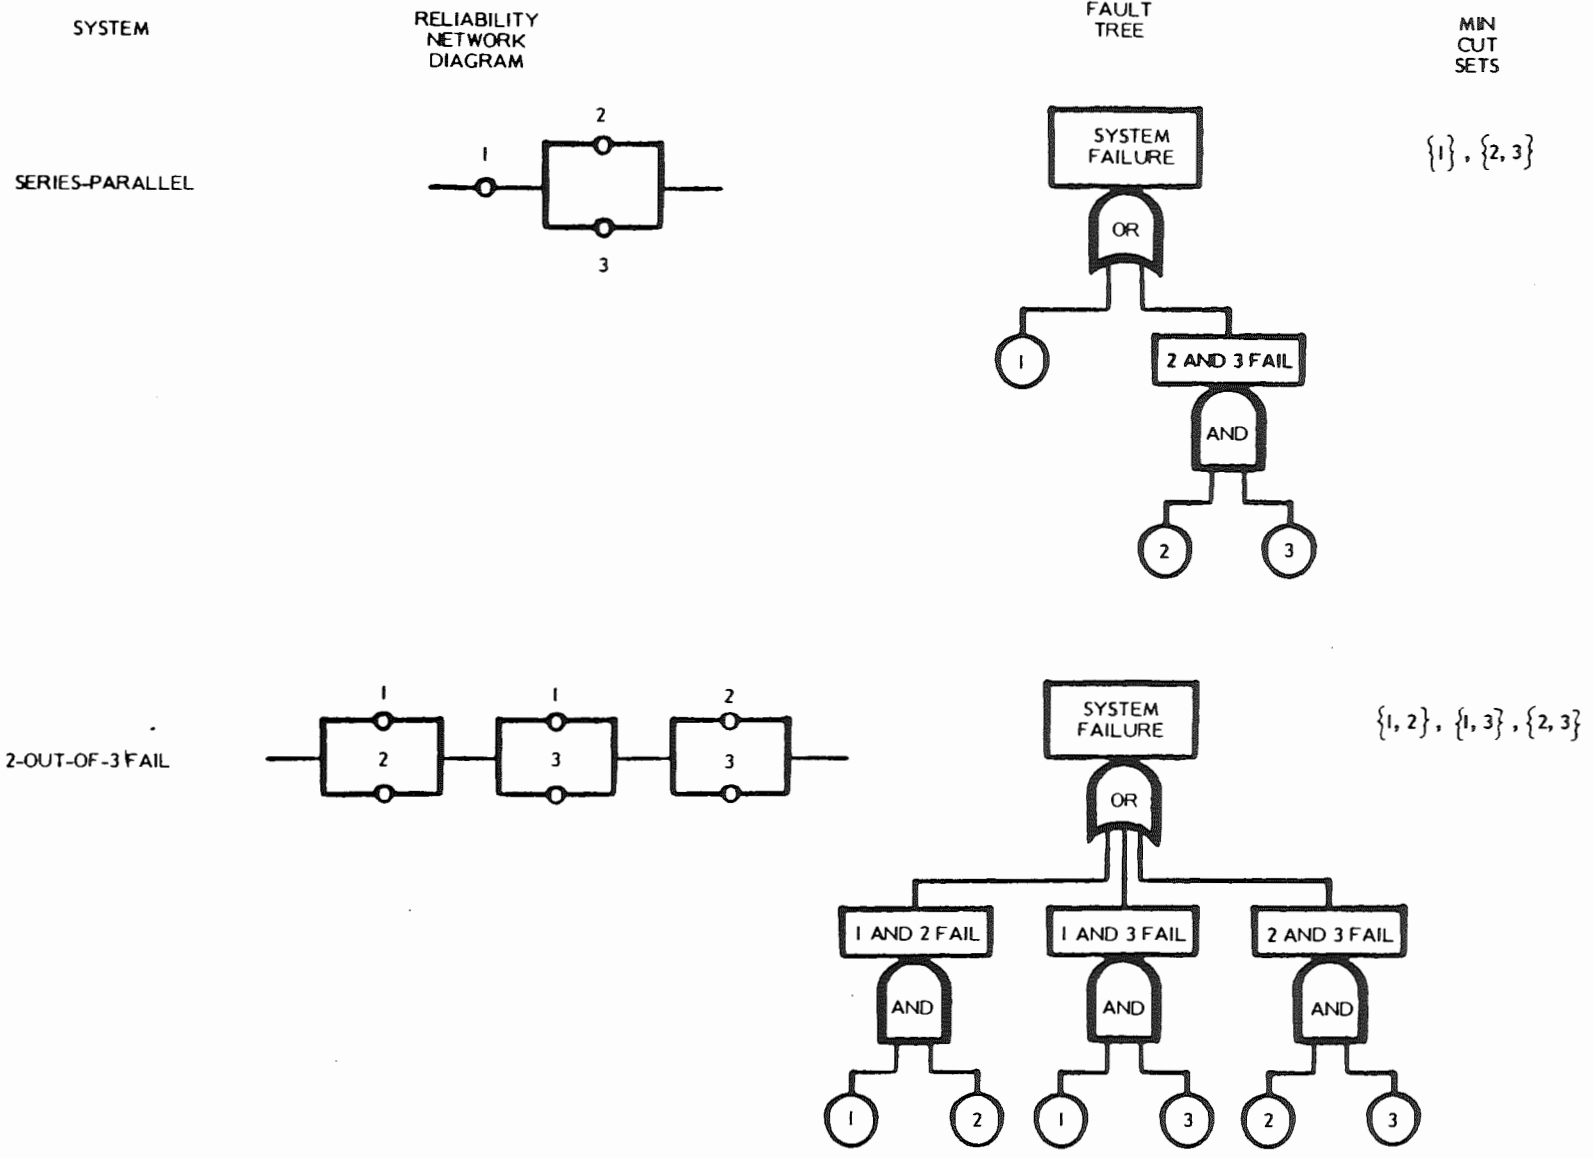 SYSTEM
RELIABILITY
NETWORK
DIAGRAM
FAULT
TREE
MIN
CUT
SETS
SERIES-PARALLEL
1
2
3
SYSTEM
FAILURE
OR
1
2 AND 3 FAIL
AND
2
3
{1}, {2, 3}
2-OUT-OF-3 FAIL
1
2
1
3
2
3
SYSTEM
FAILURE
OR
1 AND 2 FAIL
1 AND 3 FAIL
2 AND 3 FAIL
AND
AND
AND
1
2
1
3
2
3
{1, 2}, {1, 3}, {2, 3}